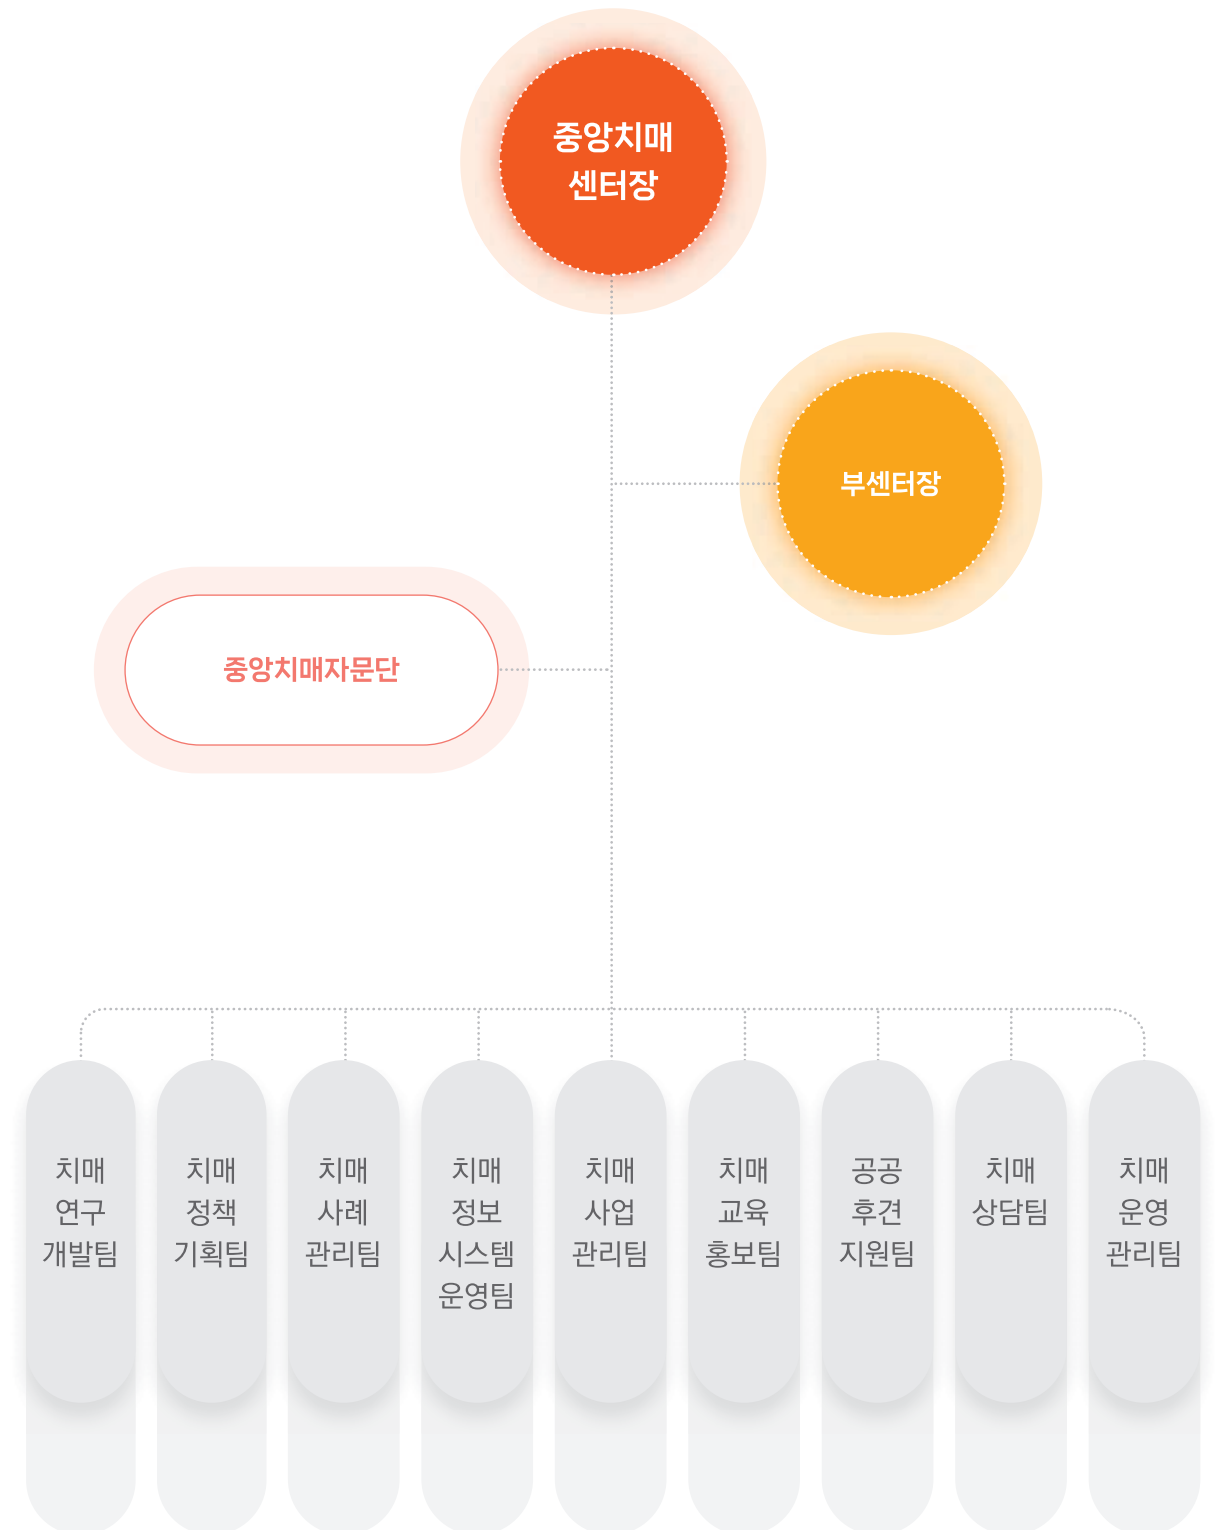 중앙치매
센터장
부센터장
중앙치매자문단
치매
연구
개발팀
치매
정책
기획팀
치매
사례
관리팀
치매
정보
시스템
운영팀
치매
사업
관리팀
치매
교육
홍보팀
공공
후견
지원팀
치매
상담팀
치매
운영
관리팀